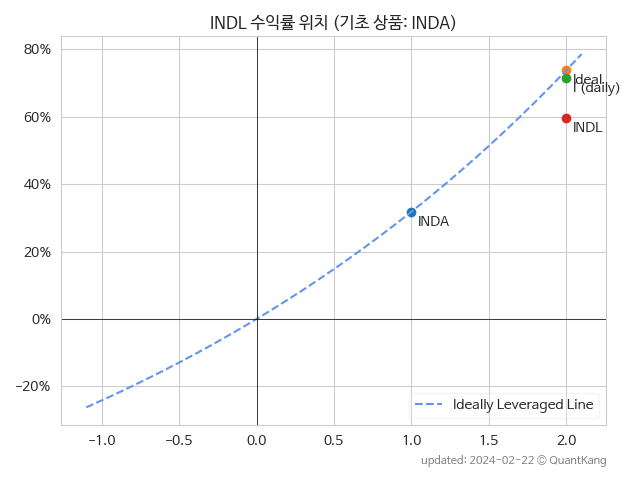 INDL 수익률 위치 (기초 상품: INDA)
80%
60%
40%
20%
0%
−20%
Ideal
I (daily)
INDL
INDA
Ideally Leveraged Line
−1.0
−0.5
0.0
0.5
1.0
1.5
2.0
updated: 2024-02-22 © QuantKang